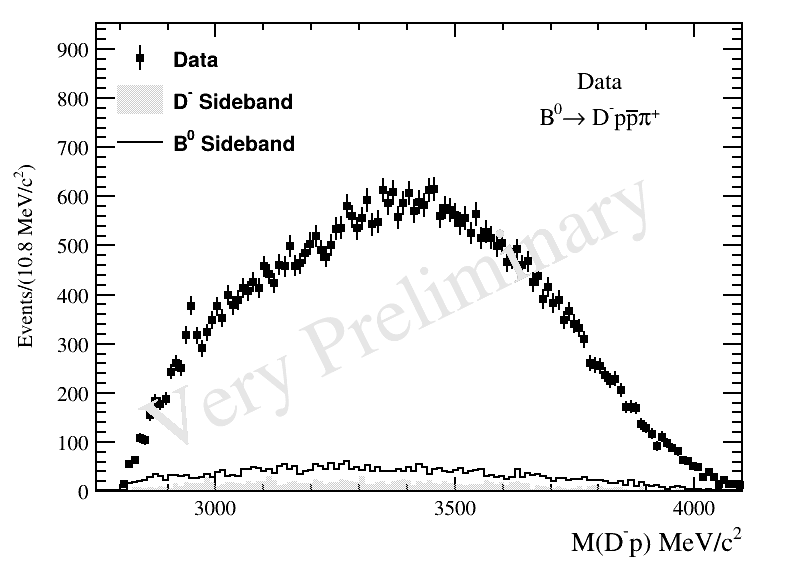 900
800
700
600
500
400
300
200
100
0
Events/(10.8 MeV/c²)
Data
D⁻ Sideband
B⁰ Sideband
Data
B⁰→ D⁻pp̅π⁺
Very Preliminary
3000 3500 4000
M(D⁻p) MeV/c²